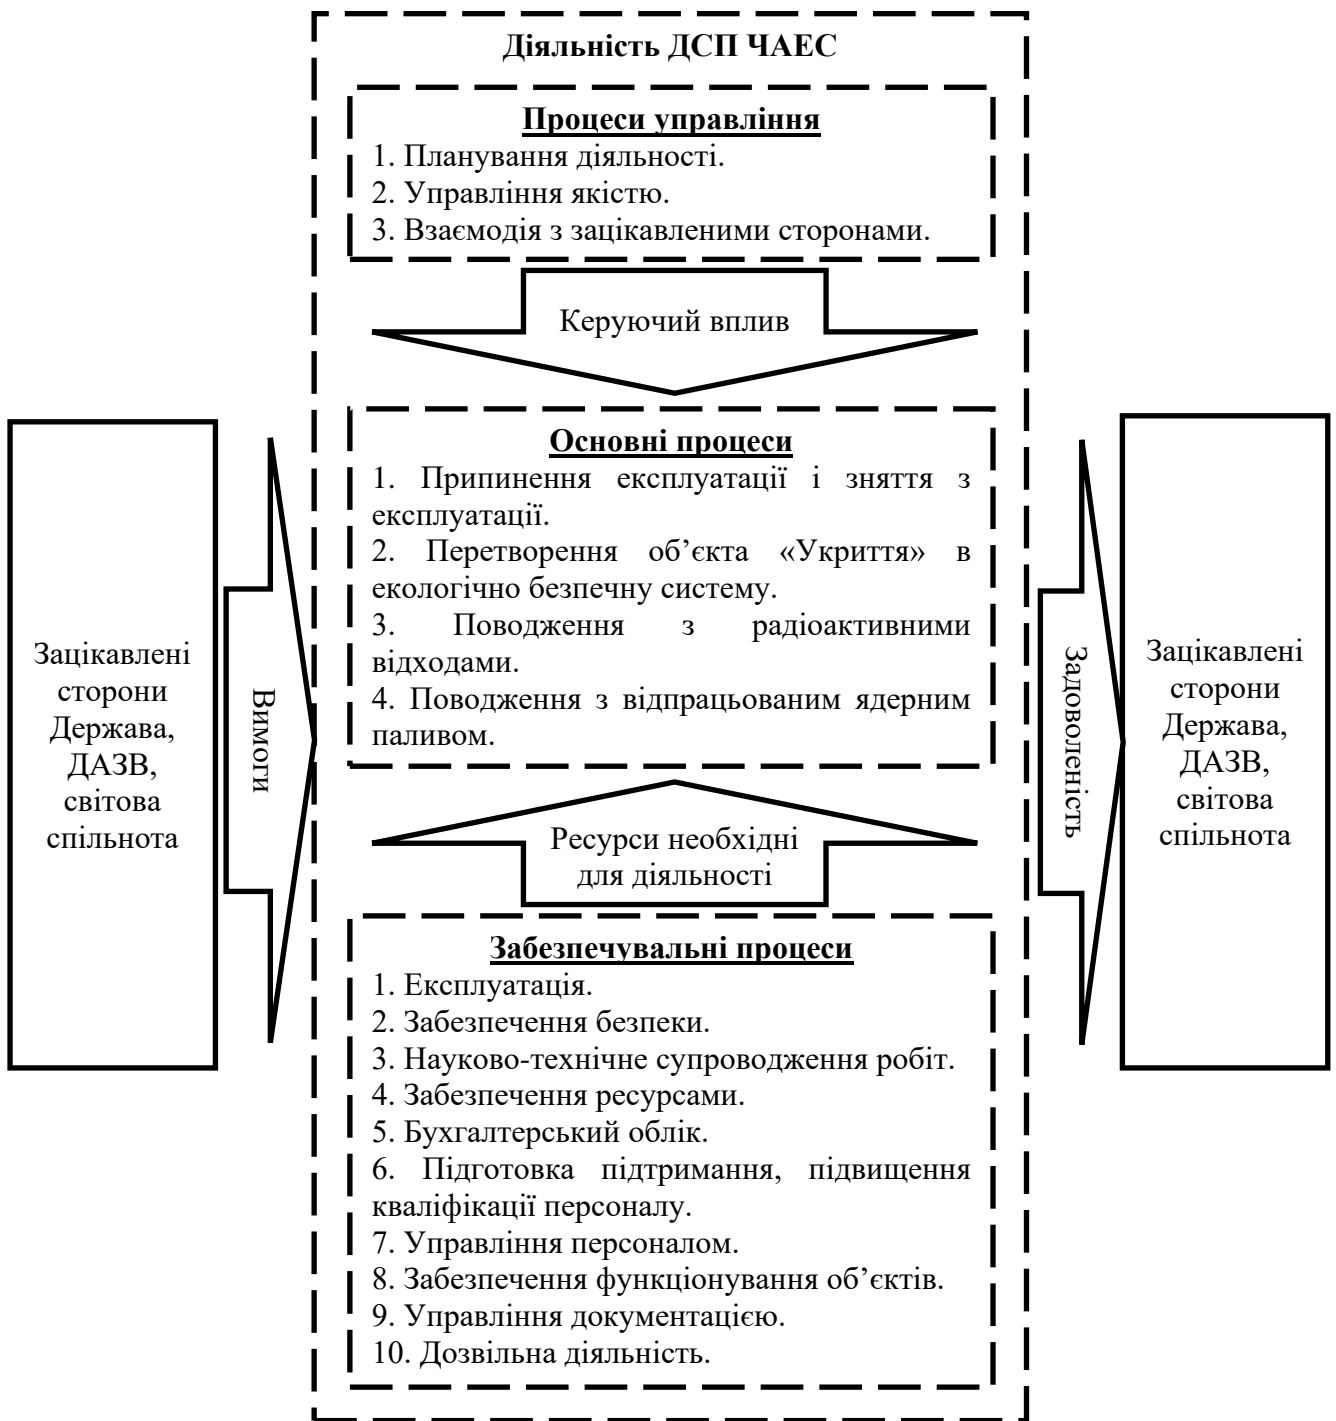 Діяльність ДСП ЧАЕС
Процеси управління
1. Планування діяльності.
2. Управління якістю.
3. Взаємодія з зацікавленими сторонами.
Керуючий вплив
Зацікавлені
сторони
Держава,
ДАЗВ,
світова
спільнота
Вимоги
Основні процеси
1. Припинення експлуатації і зняття з
експлуатації.
2. Перетворення об’єкта «Укриття» в
екологічно безпечну систему.
3. Поводження з радіоактивними
відходами.
4. Поводження з відпрацьованим ядерним
паливом.
Задоволеність
Зацікавлені
сторони
Держава,
ДАЗВ,
світова
спільнота
Ресурси необхідні
для діяльності
Забезпечувальні процеси
1. Експлуатація.
2. Забезпечення безпеки.
3. Науково-технічне супроводження робіт.
4. Забезпечення ресурсами.
5. Бухгалтерський облік.
6. Підготовка підтримання, підвищення
кваліфікації персоналу.
7. Управління персоналом.
8. Забезпечення функціонування об’єктів.
9. Управління документацією.
10. Дозвільна діяльність.